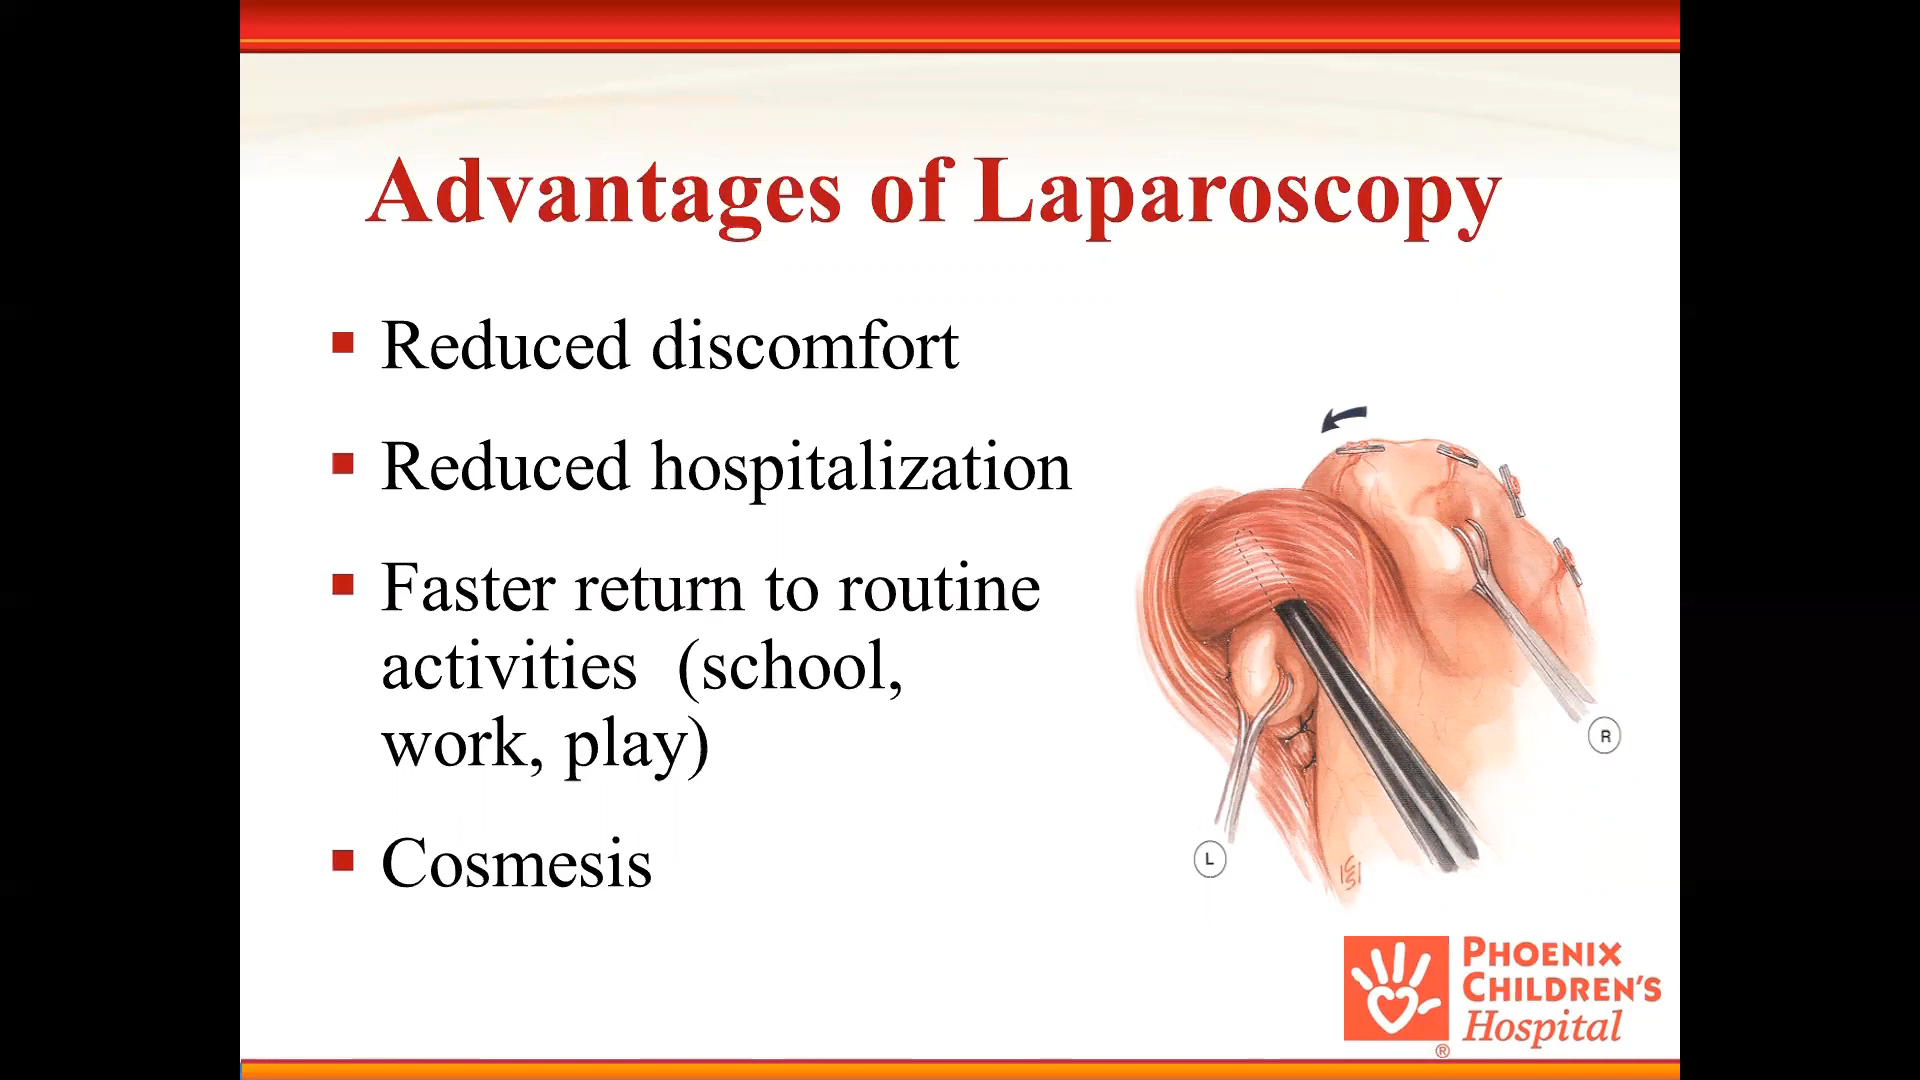 Advantages of Laparoscopy
Reduced discomfort
Reduced hospitalization
Faster return to routine
activities (school,
work, play)
Cosmesis
R
L
PHOENIX
CHILDREN'S
Hospital
®